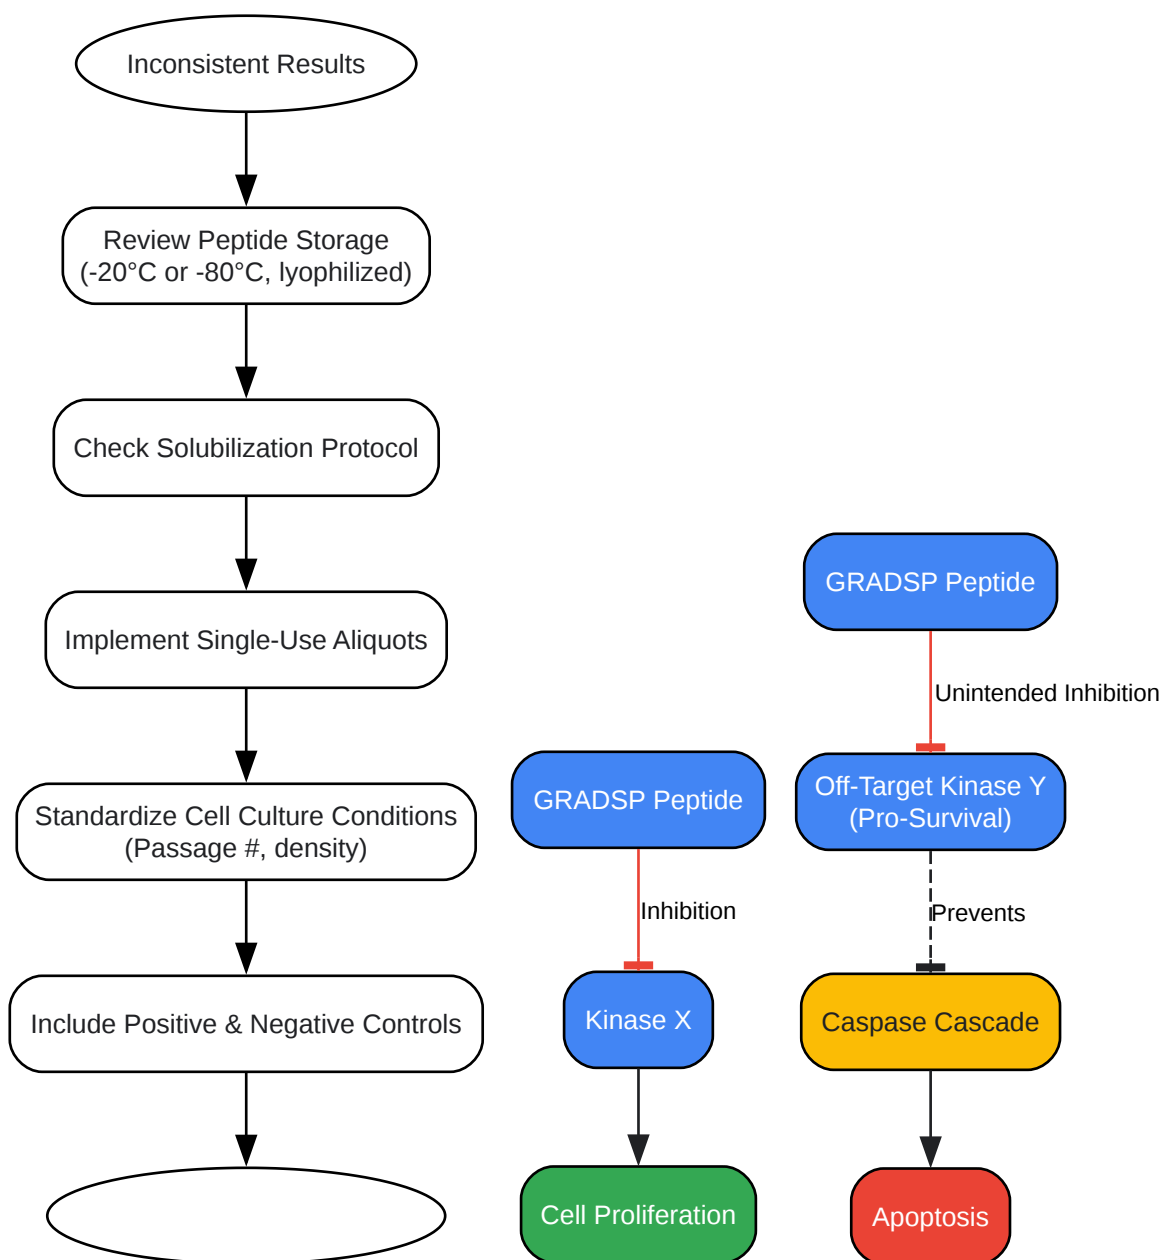 Inconsistent Results
Review Peptide Storage
(-20°C or -80°C, lyophilized)
Check Solubilization Protocol
Implement Single-Use Aliquots
Standardize Cell Culture Conditions
(Passage #, density)
Include Positive & Negative Controls
GRADSP Peptide
Inhibition
Kinase X
Cell Proliferation
GRADSP Peptide
Unintended Inhibition
Off-Target Kinase Y
(Pro-Survival)
Prevents
Caspase Cascade
Apoptosis